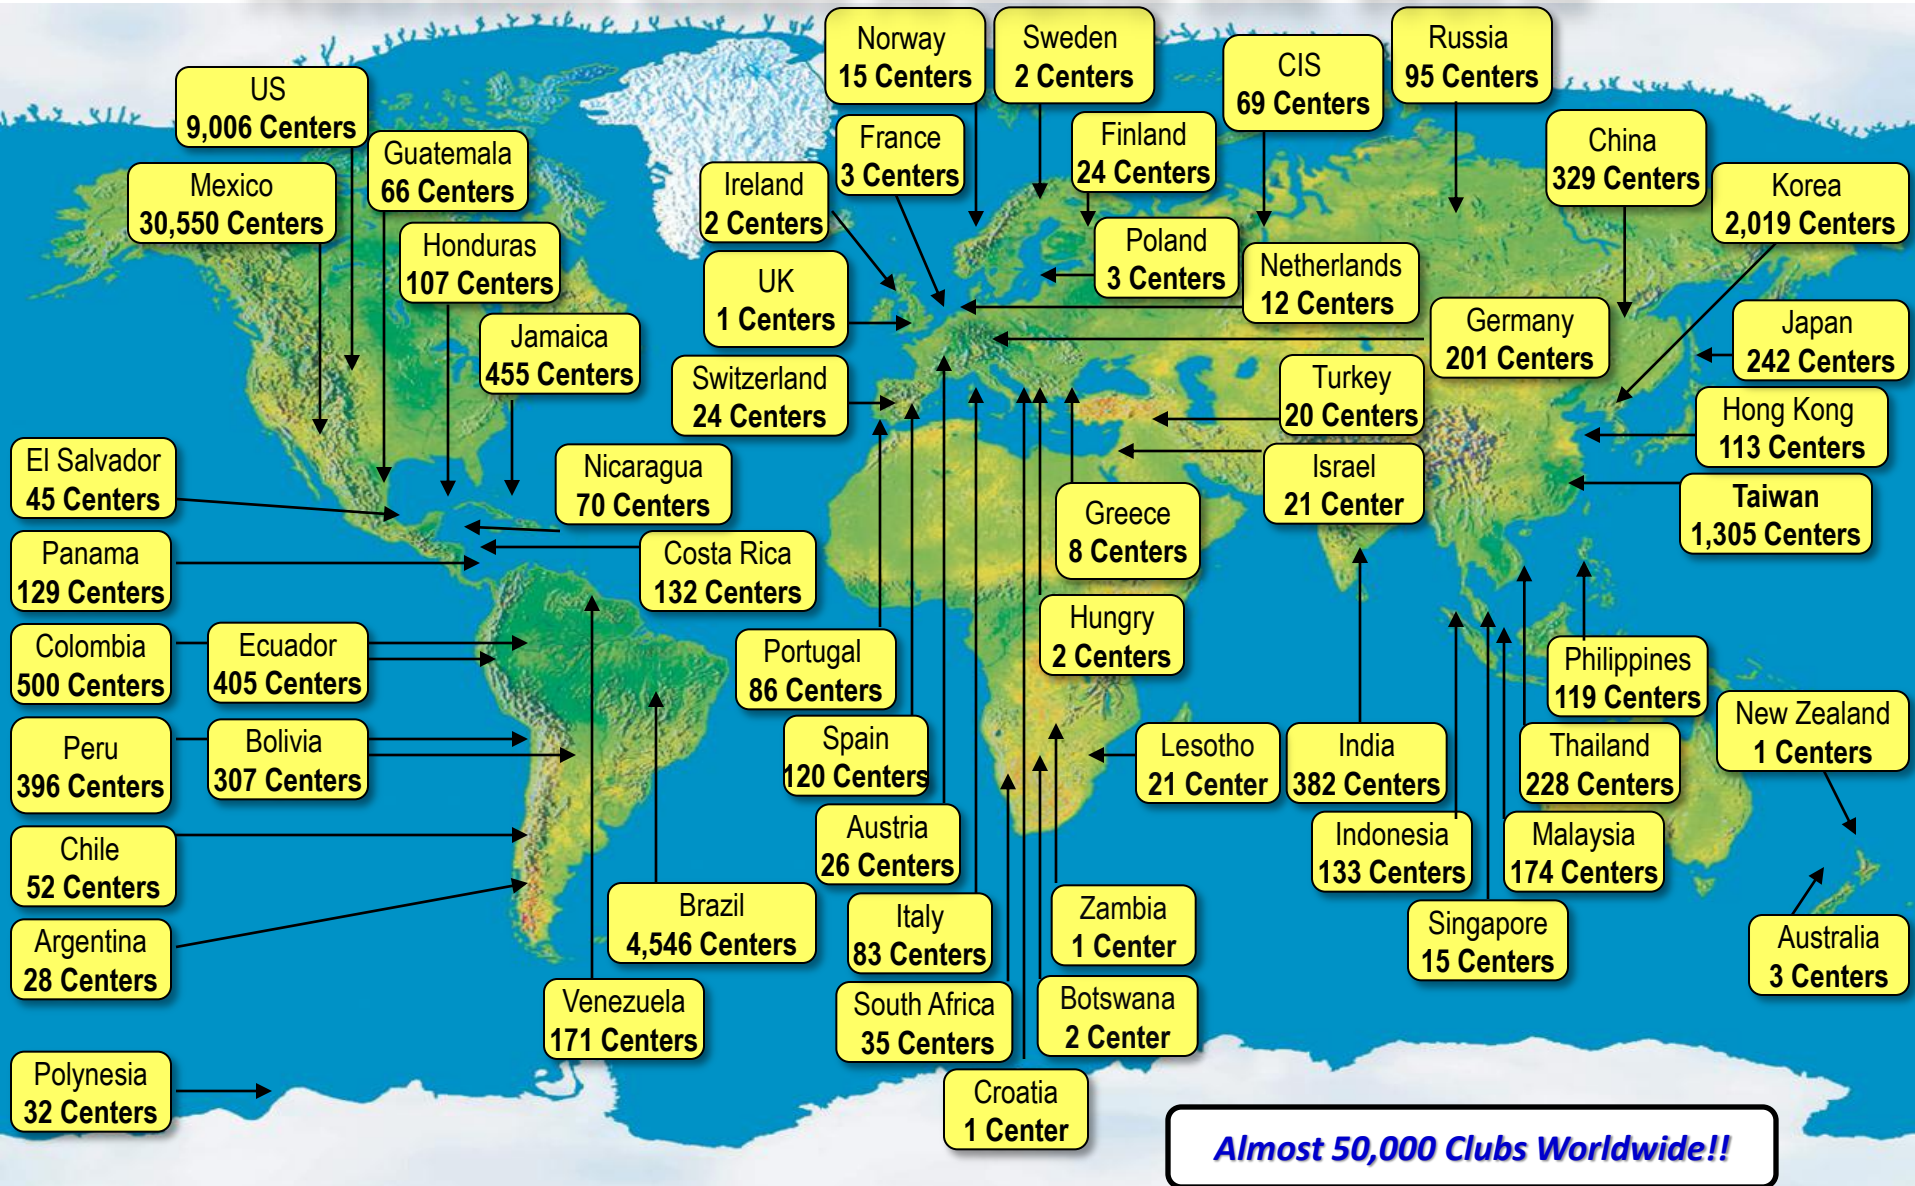 Norway
15 Centers
Sweden
2 Centers
Russia
95 Centers
CIS
69 Centers
US
9,006 Centers
France
3 Centers
Finland
24 Centers
China
329 Centers
Guatemala
66 Centers
Mexico
30,550 Centers
Ireland
2 Centers
Korea
2,019 Centers
Honduras
107 Centers
Poland
3 Centers
Netherlands
12 Centers
UK
1 Centers
Germany
201 Centers
Japan
242 Centers
Jamaica
455 Centers
Switzerland
24 Centers
Turkey
20 Centers
Hong Kong
113 Centers
El Salvador
45 Centers
Nicaragua
70 Centers
Israel
21 Center
Taiwan
1,305 Centers
Greece
8 Centers
Panama
129 Centers
Costa Rica
132 Centers
Hungry
2 Centers
Colombia
500 Centers
Ecuador
405 Centers
Portugal
86 Centers
Philippines
119 Centers
New Zealand
1 Centers
Peru
396 Centers
Bolivia
307 Centers
Spain
120 Centers
Lesotho
21 Center
India
382 Centers
Thailand
228 Centers
Austria
26 Centers
Indonesia
133 Centers
Malaysia
174 Centers
Chile
52 Centers
Brazil
4,546 Centers
Italy
83 Centers
Zambia
1 Center
Singapore
15 Centers
Australia
3 Centers
Argentina
28 Centers
Venezuela
171 Centers
South Africa
35 Centers
Botswana
2 Center
Polynesia
32 Centers
Croatia
1 Center
Almost 50,000 Clubs Worldwide!!